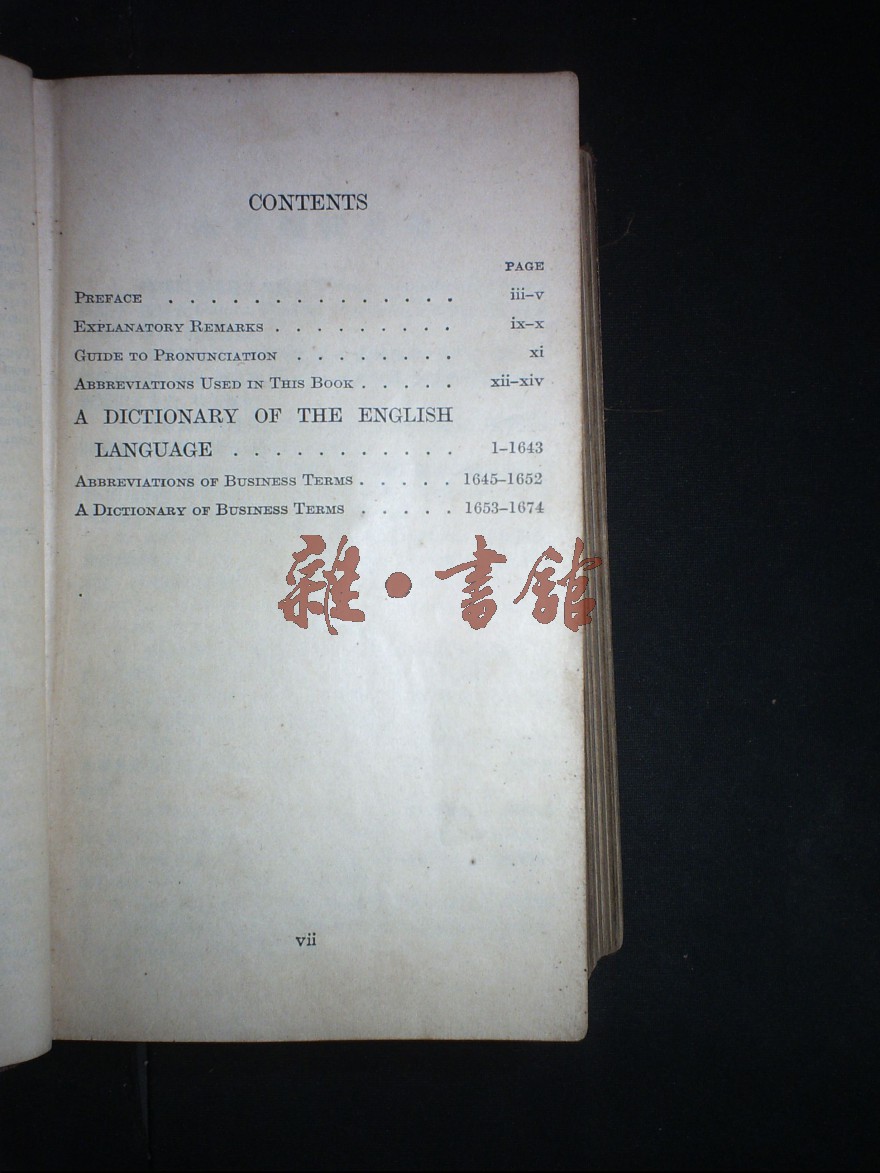 CONTENTS
PAGE
PREFACE . . . . . . . . . . . . . . iii–v
EXPLANATORY REMARKS . . . . . . . . . ix–x
GUIDE TO PRONUNCIATION . . . . . . . . xi
ABBREVIATIONS USED IN THIS BOOK . . . . . xii–xiv
A DICTIONARY OF THE ENGLISH
LANGUAGE . . . . . . . . . . . 1–1643
ABBREVIATIONS OF BUSINESS TERMS . . . . . 1645–1652
A DICTIONARY OF BUSINESS TERMS . . . . . 1653–1674
雜•書館
vii